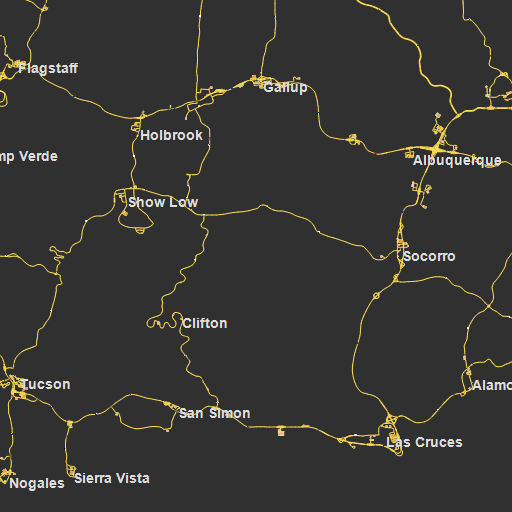 Flagstaff
Gallup
Holbrook
mp Verde
Albuquerque
Show Low
Socorro
Clifton
Tucson
Alamo
San Simon
Las Cruces
Nogales
Sierra Vista